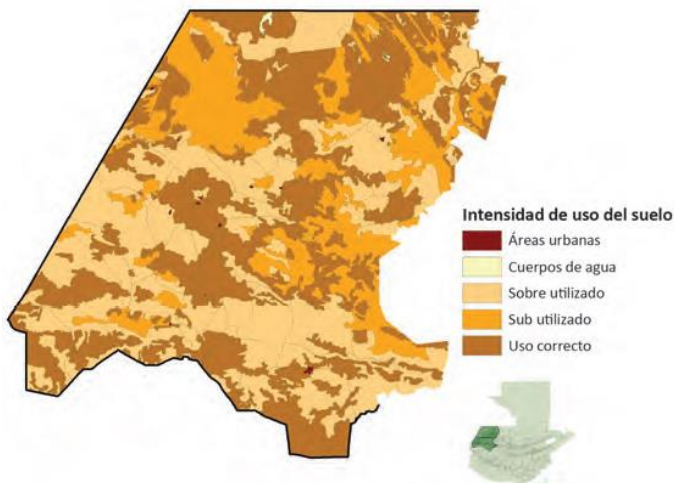 Intensidad de uso del suelo
Áreas urbanas
Cuerpos de agua
Sobre utilizado
Sub utilizado
Uso correcto